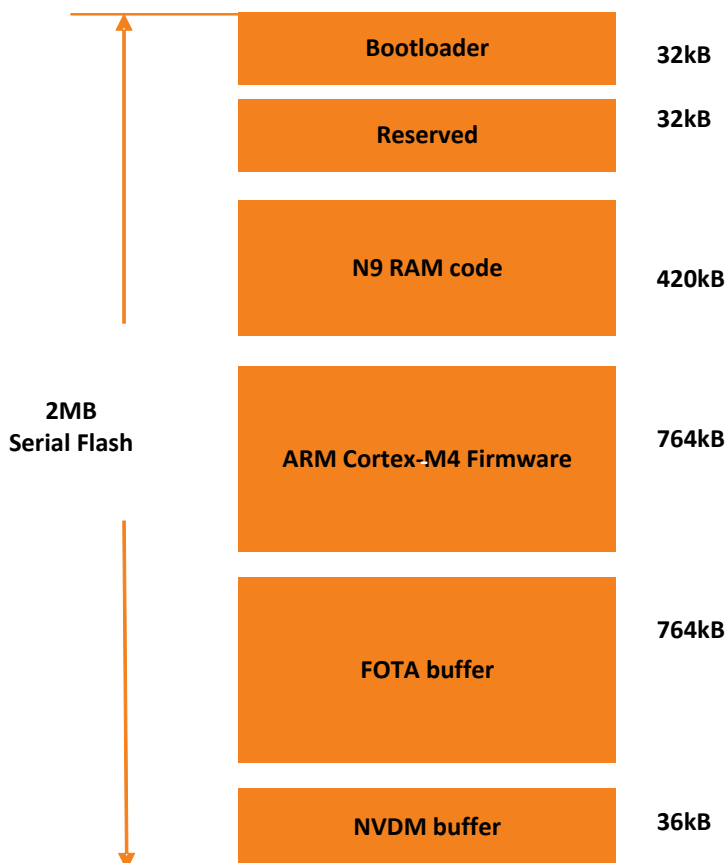 Bootloader
32kB
Reserved
32kB
N9 RAM code
420kB
2MB
Serial Flash
ARM Cortex-M4 Firmware
764kB
FOTA buffer
764kB
NVDM buffer
36kB